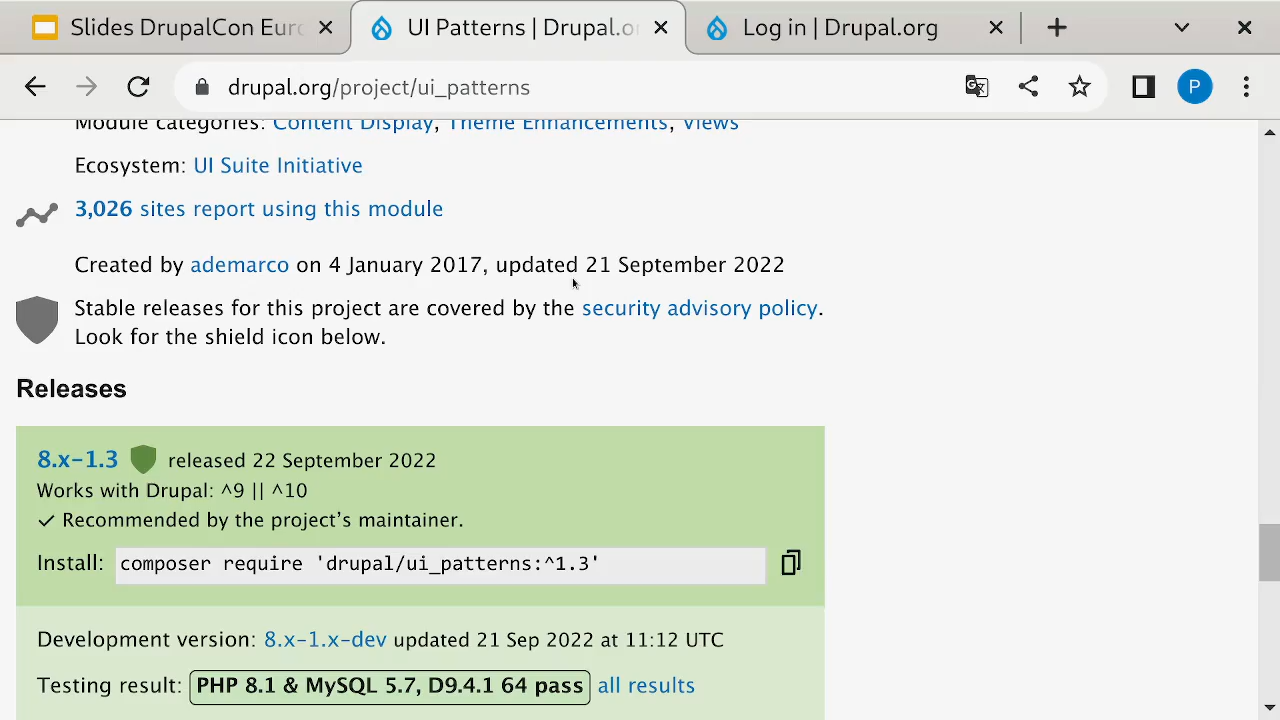 Slides DrupalCon Euro
UI Patterns | Drupal.o
Log in | Drupal.org
drupal.org/project/ui_patterns
P
Module categories: Content Display, Theme Enhancements, Views
Ecosystem: UI Suite Initiative
3,026 sites report using this module
Created by ademarco on 4 January 2017, updated 21 September 2022
Stable releases for this project are covered by the security advisory policy.
Look for the shield icon below.
Releases
8.x-1.3 released 22 September 2022
Works with Drupal: ^9 || ^10
✓ Recommended by the project’s maintainer.
Install: composer require 'drupal/ui_patterns:^1.3'
Development version: 8.x-1.x-dev updated 21 Sep 2022 at 11:12 UTC
Testing result: PHP 8.1 & MySQL 5.7, D9.4.1 64 pass all results